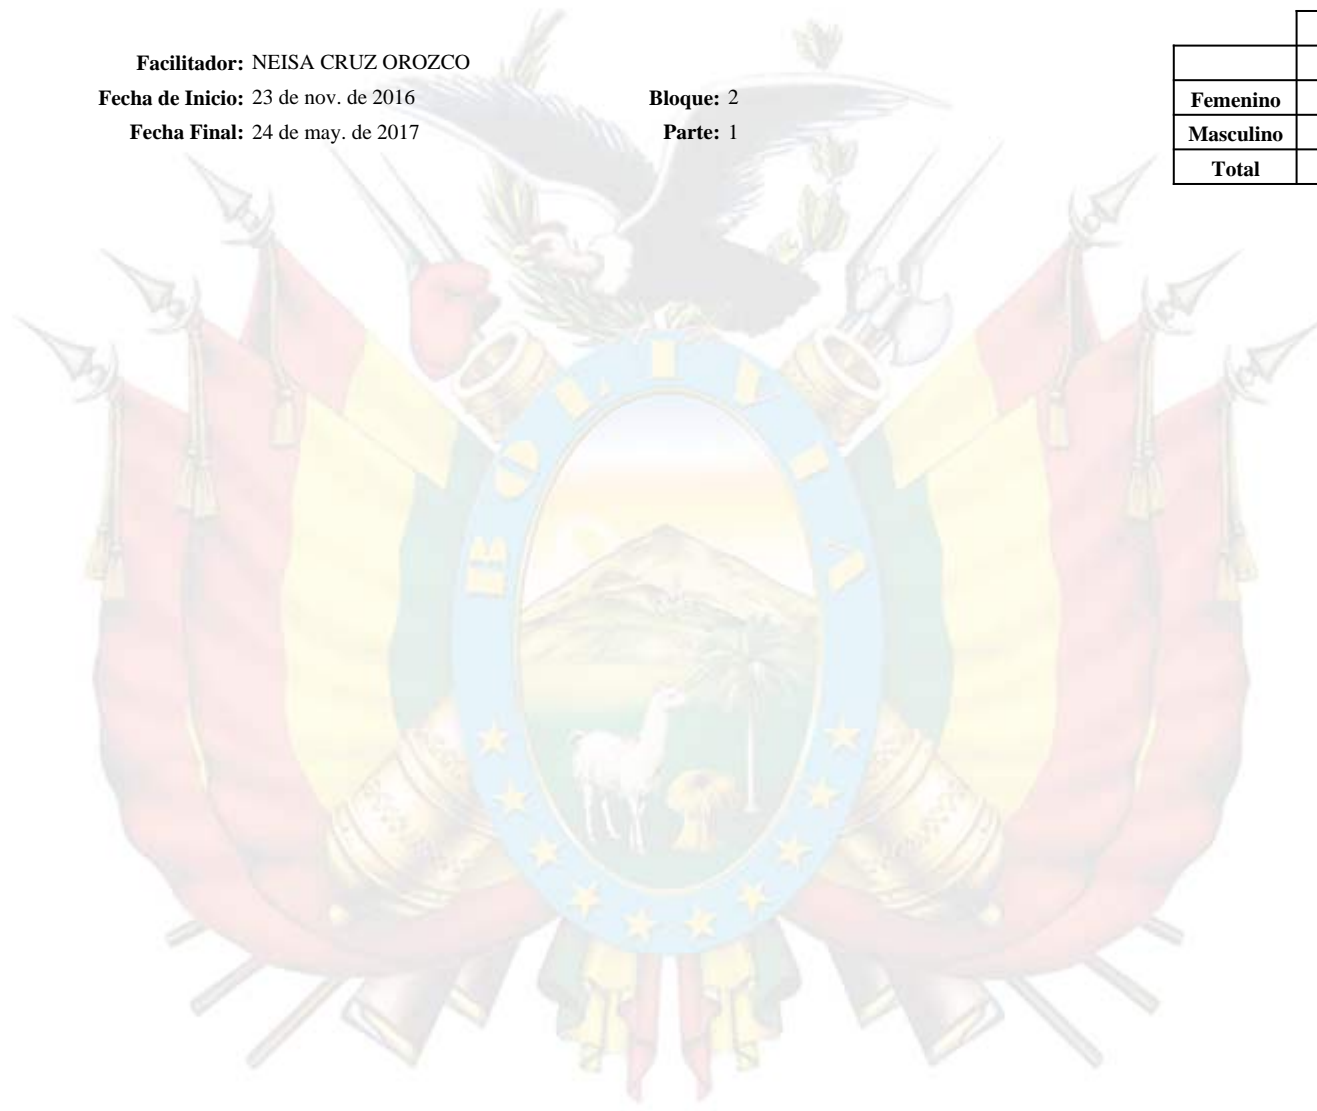 Facilitador: NEISA CRUZ OROZCO
Fecha de Inicio: 23 de nov. de 2016
Bloque: 2
Fecha Final: 24 de may. de 2017
Parte: 1
Femenino
Masculino
Total
BOLIVIA